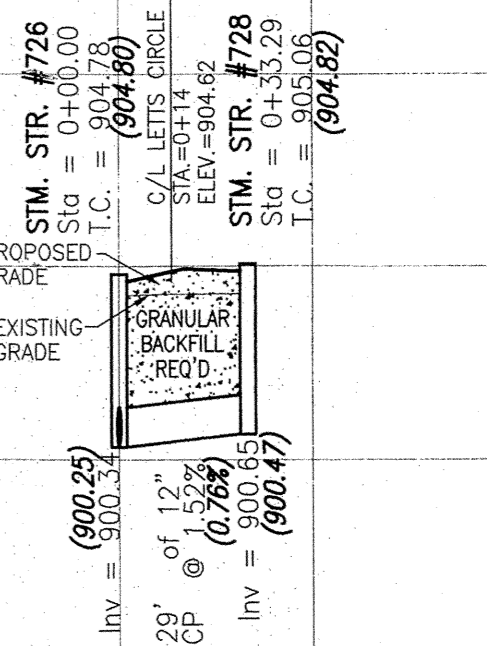 STM. STR. #726
Sta = 0+00.00
T.C. = 904.78
(904.80)
C/L LETTS CIRCLE
STA.=0+14
ELEV.=904.62
STM. STR. #728
Sta = 0+33.29
T.C. = 905.06
(904.82)
ROPOSED
RADE
EXISTING
GRADE
GRANULAR
BACKFILL
REQ'D
(900.25)
Inv = 900.34
29' of 12"
CP @ 1.52%
(0.76%)
Inv = 900.65
(900.47)